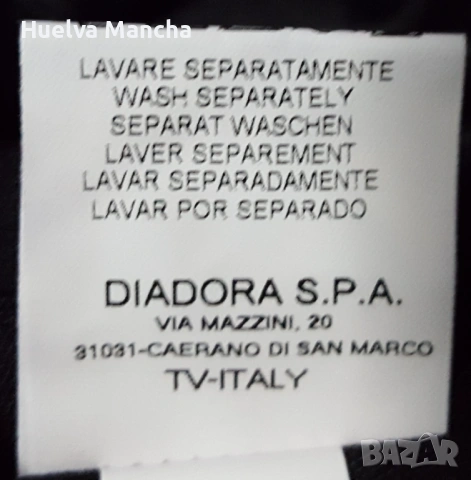 Huelva Mancha
LAVARE SEPARATAMENTE
WASH SEPARATELY
SEPARAT WASCHEN
LAVER SEPAREMENT
LAVAR SEPARADAMENTE
LAVAR POR SEPARADO
DIADORA S.P.A.
VIA MAZZINI, 20
31031-CAERANO DI SAN MARCO
TV-ITALY
BAZAR